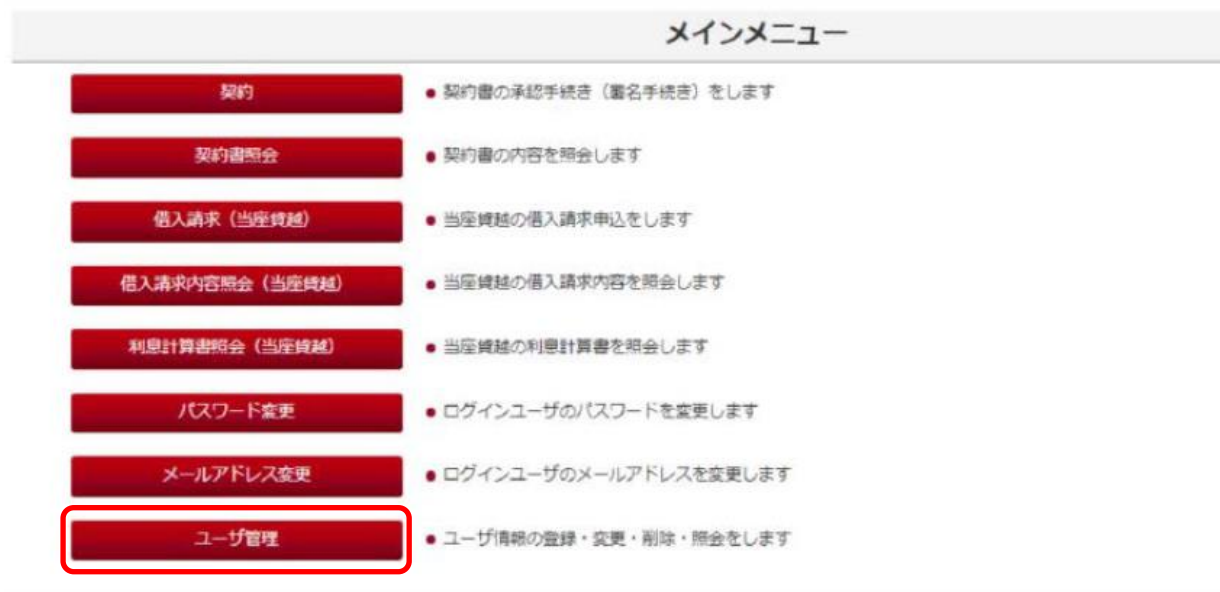 メインメニュー
契約 ● 契約書の承認手続き（署名手続き）をします
契約書照会 ● 契約書の内容を照会します
借入請求（当座貸越） ● 当座貸越の借入請求申込をします
借入請求内容照会（当座貸越） ● 当座貸越の借入請求内容を照会します
利息計算書照会（当座貸越） ● 当座貸越の利息計算書を照会します
パスワード変更 ● ログインユーザのパスワードを変更します
メールアドレス変更 ● ログインユーザのメールアドレスを変更します
ユーザ管理 ● ユーザ情報の登録・変更・削除・照会をします